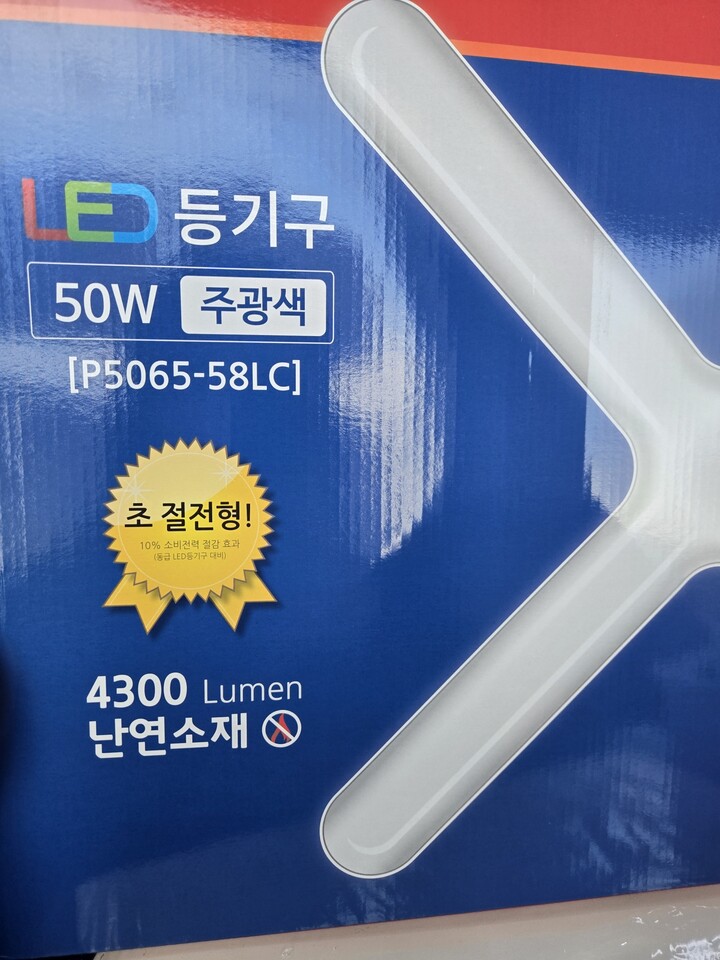 LED 등기구
50W 주광색
[P5065-58LC]
초 절전형!
10% 소비전력 절감 효과
(동급 LED등기구 대비)
4300 Lumen
난연소재